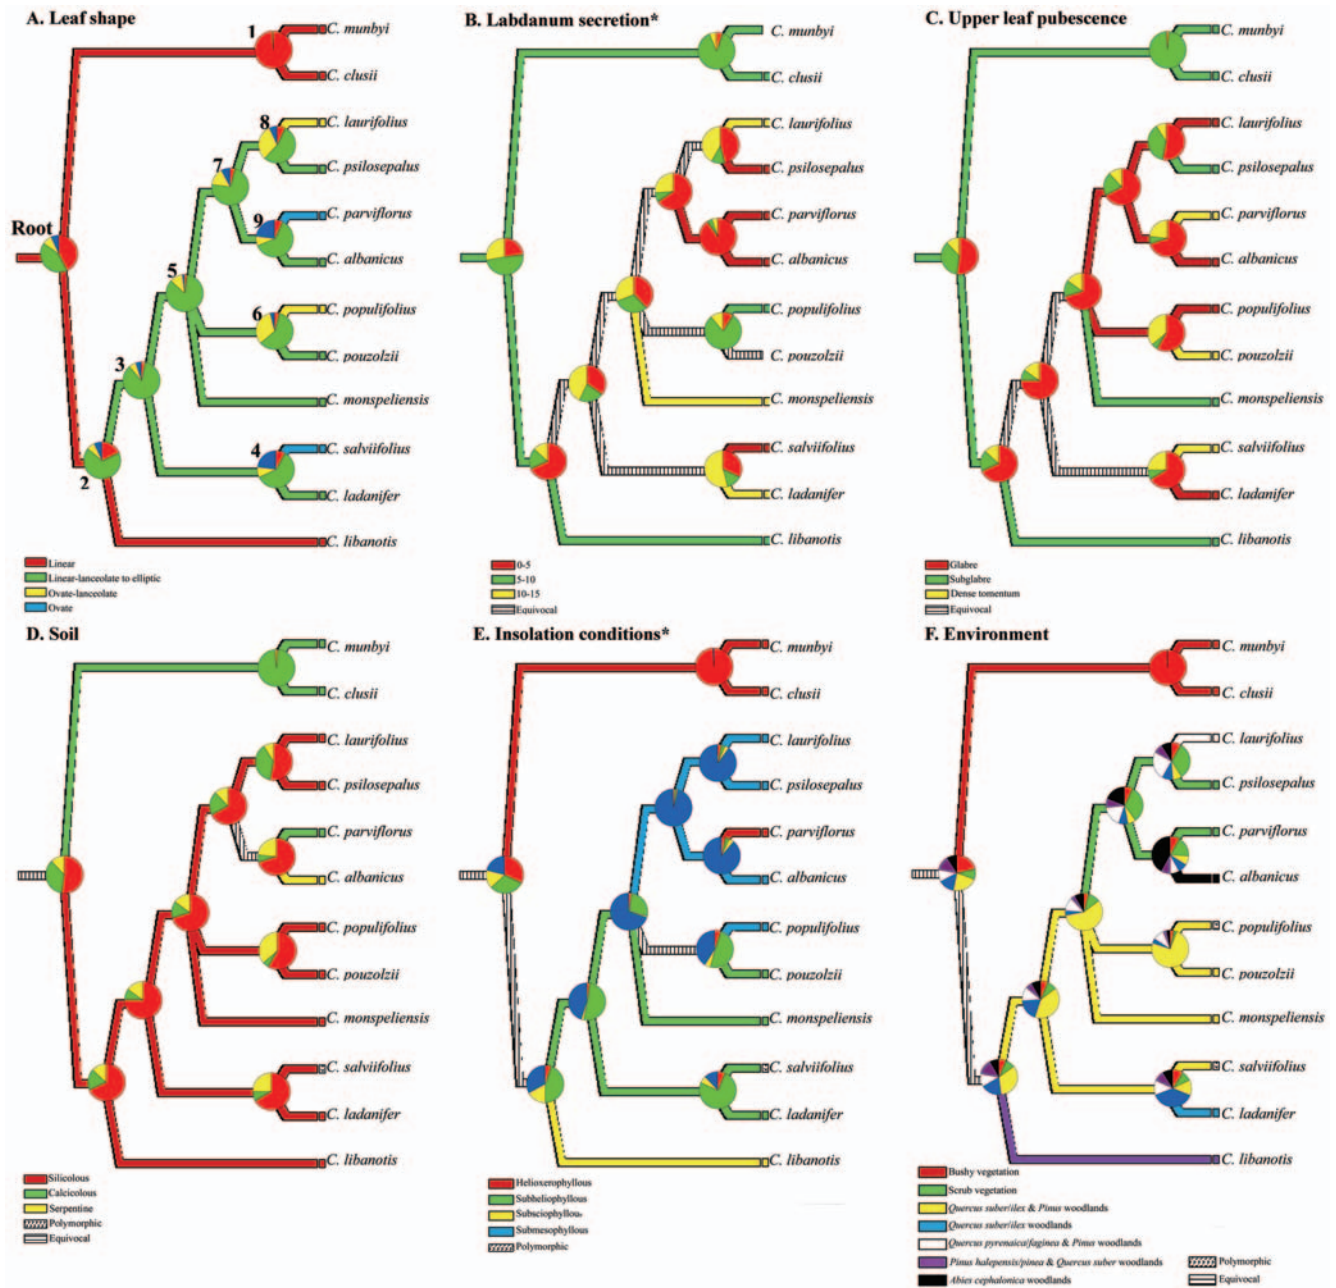 A. Leaf shape
1
C. munbyi
C. clusii
8
C. laurifolius
7
C. psilosepalus
9
C. parviflorus
Root
C. albanicus
5
6
C. populifolius
C. pouzolzii
3
C. monspeliensis
4
C. salviifolius
2
C. ladanifer
C. libanotis
Linear
Linear-lanceolate to elliptic
Ovate-lanceolate
Ovate
B. Labdanum secretion*
C. munbyi
C. clusii
C. laurifolius
C. psilosepalus
C. parviflorus
C. albanicus
C. populifolius
C. pouzolzii
C. monspeliensis
C. salviifolius
C. ladanifer
C. libanotis
0-5
5-10
10-15
Equivocal
C. Upper leaf pubescence
C. munbyi
C. clusii
C. laurifolius
C. psilosepalus
C. parviflorus
C. albanicus
C. populifolius
C. pouzolzii
C. monspeliensis
C. salviifolius
C. ladanifer
C. libanotis
Glabre
Subglabre
Dense tomentum
Equivocal
D. Soil
C. munbyi
C. clusii
C. laurifolius
C. psilosepalus
C. parviflorus
C. albanicus
C. populifolius
C. pouzolzii
C. monspeliensis
C. salviifolius
C. ladanifer
C. libanotis
Silicolous
Calcicolous
Serpentine
Polymorphic
Equivocal
E. Insolation conditions*
C. munbyi
C. clusii
C. laurifolius
C. psilosepalus
C. parviflorus
C. albanicus
C. populifolius
C. pouzolzii
C. monspeliensis
C. salviifolius
C. ladanifer
C. libanotis
Helioxerophyllous
Subheliophyllous
Subsciophyllous
Submesophyllous
Polymorphic
F. Environment
C. munbyi
C. clusii
C. laurifolius
C. psilosepalus
C. parviflorus
C. albanicus
C. populifolius
C. pouzolzii
C. monspeliensis
C. salviifolius
C. ladanifer
C. libanotis
Bushy vegetation
Scrub vegetation
Quercus suber/ilex & Pinus woodlands
Quercus suber/ilex woodlands
Quercus pyrenaica/faginea & Pinus woodlands
Pinus halepensis/pinea & Quercus suber woodlands
Abies cephalonica woodlands
Polymorphic
Equivocal